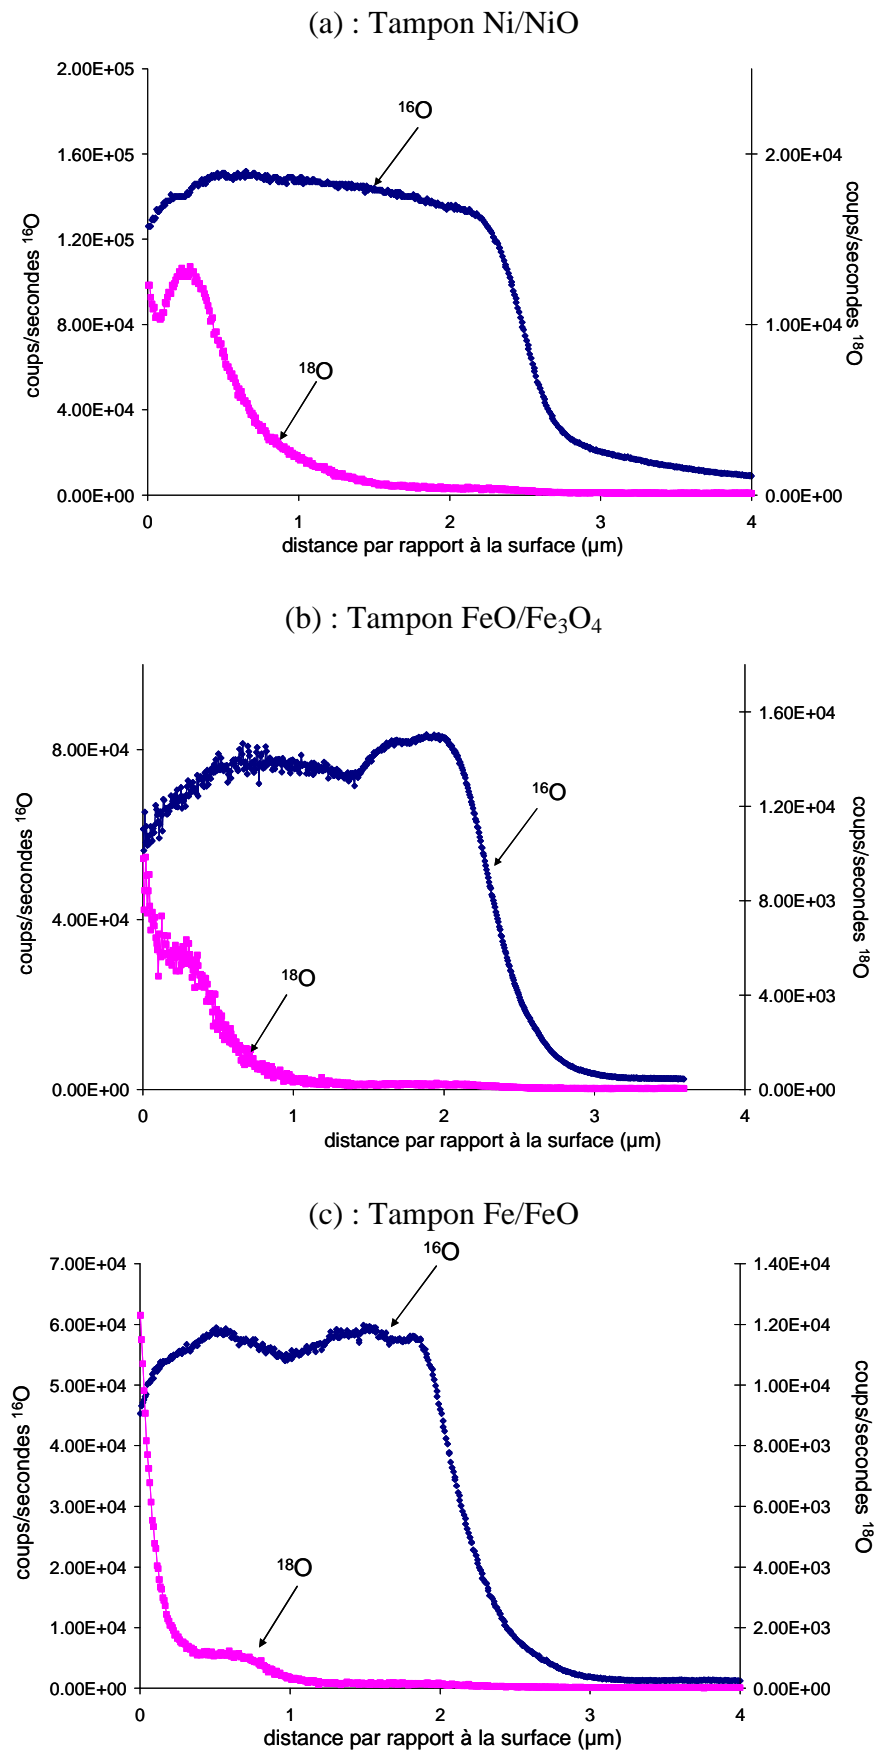 (a) : Tampon Ni/NiO
2.00E+05
1.60E+05
1.20E+05
8.00E+04
4.00E+04
0.00E+00
coups/secondes ¹⁶O
¹⁶O
¹⁸O
2.00E+04
1.00E+04
0.00E+00
coups/secondes ¹⁸O
0 1 2 3 4
distance par rapport à la surface (µm)
(b) : Tampon FeO/Fe₃O₄
8.00E+04
4.00E+04
0.00E+00
coups/secondes ¹⁶O
¹⁶O
¹⁸O
1.60E+04
1.20E+04
8.00E+03
4.00E+03
0.00E+00
coups/secondes ¹⁸O
0 1 2 3 4
distance par rapport à la surface (µm)
(c) : Tampon Fe/FeO
7.00E+04
6.00E+04
5.00E+04
4.00E+04
3.00E+04
2.00E+04
1.00E+04
0.00E+00
coups/secondes ¹⁶O
¹⁶O
¹⁸O
1.40E+04
1.20E+04
1.00E+04
8.00E+03
6.00E+03
4.00E+03
2.00E+03
0.00E+00
coups/secondes ¹⁸O
0 1 2 3 4
distance par rapport à la surface (µm)